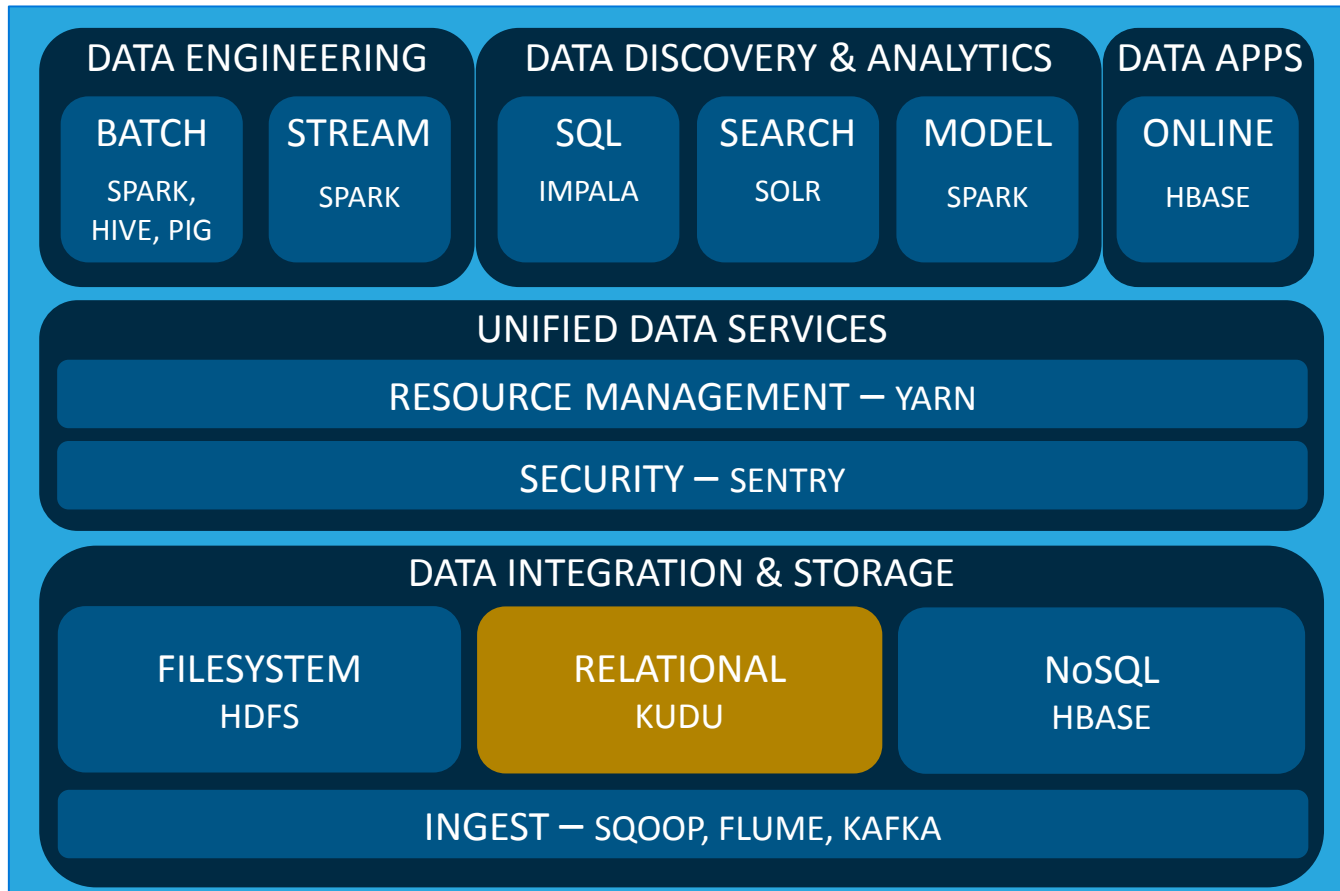 DATA ENGINEERING
BATCH
SPARK,
HIVE, PIG
STREAM
SPARK
DATA DISCOVERY & ANALYTICS
SQL
IMPALA
SEARCH
SOLR
MODEL
SPARK
DATA APPS
ONLINE
HBASE
UNIFIED DATA SERVICES
RESOURCE MANAGEMENT – YARN
SECURITY – SENTRY
DATA INTEGRATION & STORAGE
FILESYSTEM
HDFS
RELATIONAL
KUDU
NoSQL
HBASE
INGEST – SQOOP, FLUME, KAFKA